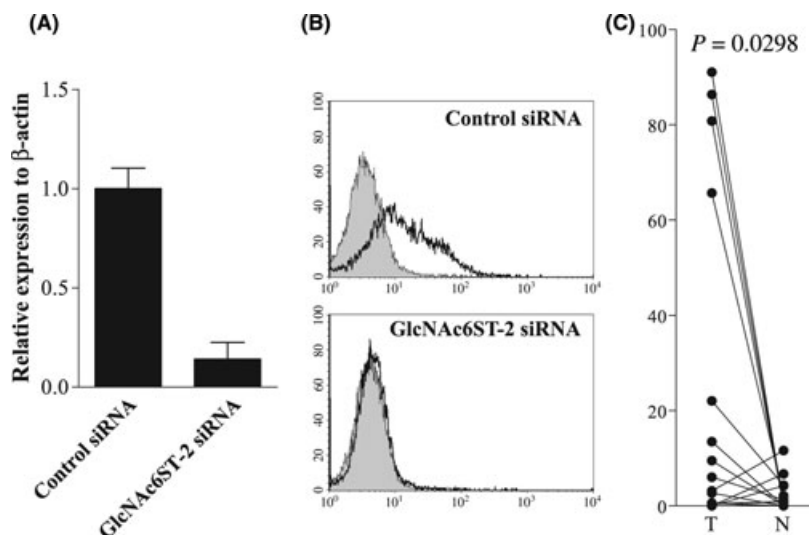 (A)
Relative expression to β-actin
1.5
1.0
0.5
0.0
Control siRNA
GlcNAc6ST-2 siRNA
(B)
Control siRNA
100
80
60
40
20
0
10⁰ 10¹ 10² 10³ 10⁴
GlcNAc6ST-2 siRNA
100
80
60
40
20
0
10⁰ 10¹ 10² 10³ 10⁴
(C)
P = 0.0298
100
80
60
40
20
0
T N